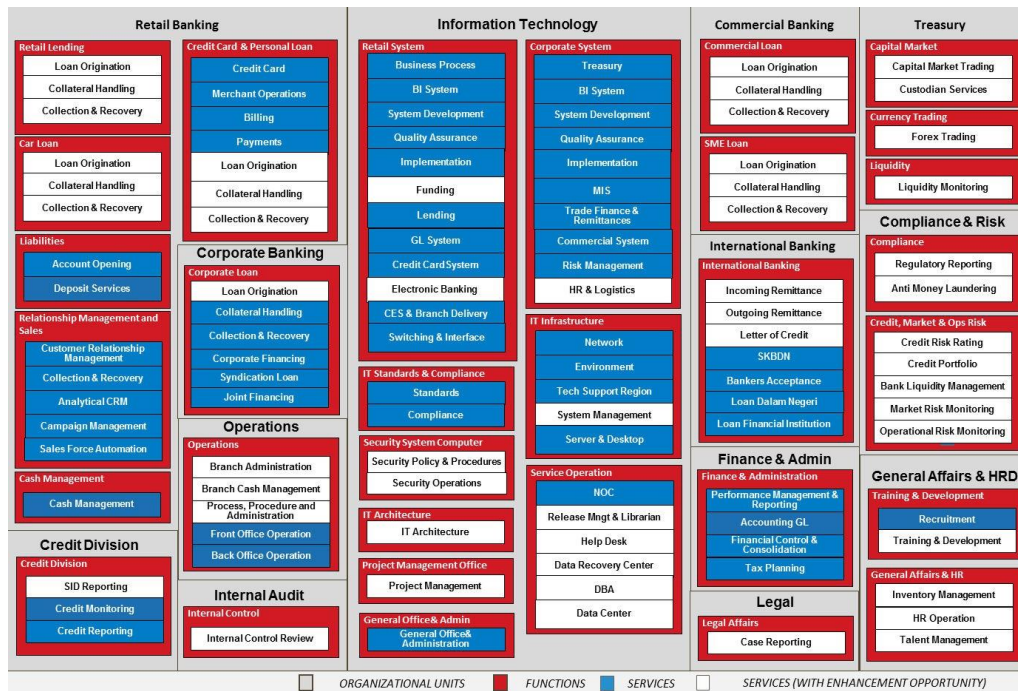 Retail Banking
Retail Lending
Loan Origination
Collateral Handling
Collection & Recovery
Car Loan
Loan Origination
Collateral Handling
Collection & Recovery
Liabilities
Account Opening
Deposit Services
Relationship Management and
Sales
Customer Relationship
Management
Collection & Recovery
Analytical CRM
Campaign Management
Sales Force Automation
Cash Management
Cash Management
Credit Card & Personal Loan
Credit Card
Merchant Operations
Billing
Payments
Loan Origination
Collateral Handling
Collection & Recovery
Credit Division
Credit Division
SID Reporting
Credit Monitoring
Credit Reporting
Corporate Banking
Corporate Loan
Loan Origination
Collateral Handling
Collection & Recovery
Corporate Financing
Syndication Loan
Joint Financing
Operations
Operations
Branch Administration
Branch Cash Management
Process, Procedure and
Administration
Front Office Operation
Back Office Operation
Internal Audit
Internal Control
Internal Control Review
Information Technology
Retail System
Business Process
BI System
System Development
Quality Assurance
Implementation
Funding
Lending
GL System
Credit Card System
Electronic Banking
CES & Branch Delivery
Switching & Interface
IT Standards & Compliance
Standards
Compliance
Security System Computer
Security Policy & Procedures
Security Operations
IT Architecture
IT Architecture
Project Management Office
Project Management
General Office& Admin
General Office&
Administration
Corporate System
Treasury
BI System
System Development
Quality Assurance
Implementation
MIS
Trade Finance &
Remittances
Commercial System
Risk Management
HR & Logistics
IT Infrastructure
Network
Environment
Tech Support Region
System Management
Server & Desktop
Service Operation
NOC
Release Mngt & Librarian
Help Desk
Data Recovery Center
DBA
Data Center
Commercial Banking
Commercial Loan
Loan Origination
Collateral Handling
Collection & Recovery
SME Loan
Loan Origination
Collateral Handling
Collection & Recovery
International Banking
International Banking
Incoming Remittance
Outgoing Remittance
Letter of Credit
SKBDN
Bankers Acceptance
Loan Dalam Negeri
Loan Financial Institution
Finance & Admin
Finance & Administration
Performance Management &
Reporting
Accounting GL
Financial Control &
Consolidation
Tax Planning
Legal
Legal Affairs
Case Reporting
Treasury
Capital Market
Capital Market Trading
Custodian Services
Currency Trading
Forex Trading
Liquidity
Liquidity Monitoring
Compliance & Risk
Compliance
Regulatory Reporting
Anti Money Laundering
Credit, Market & Ops Risk
Credit Risk Rating
Credit Portfolio
Bank Liquidity Management
Market Risk Monitoring
Operational Risk Monitoring
General Affairs & HRD
Training & Development
Recruitment
Training & Development
General Affairs & HR
Inventory Management
HR Operation
Talent Management
ORGANIZATIONAL UNITS
FUNCTIONS
SERVICES
SERVICES (WITH ENHANCEMENT OPPORTUNITY)